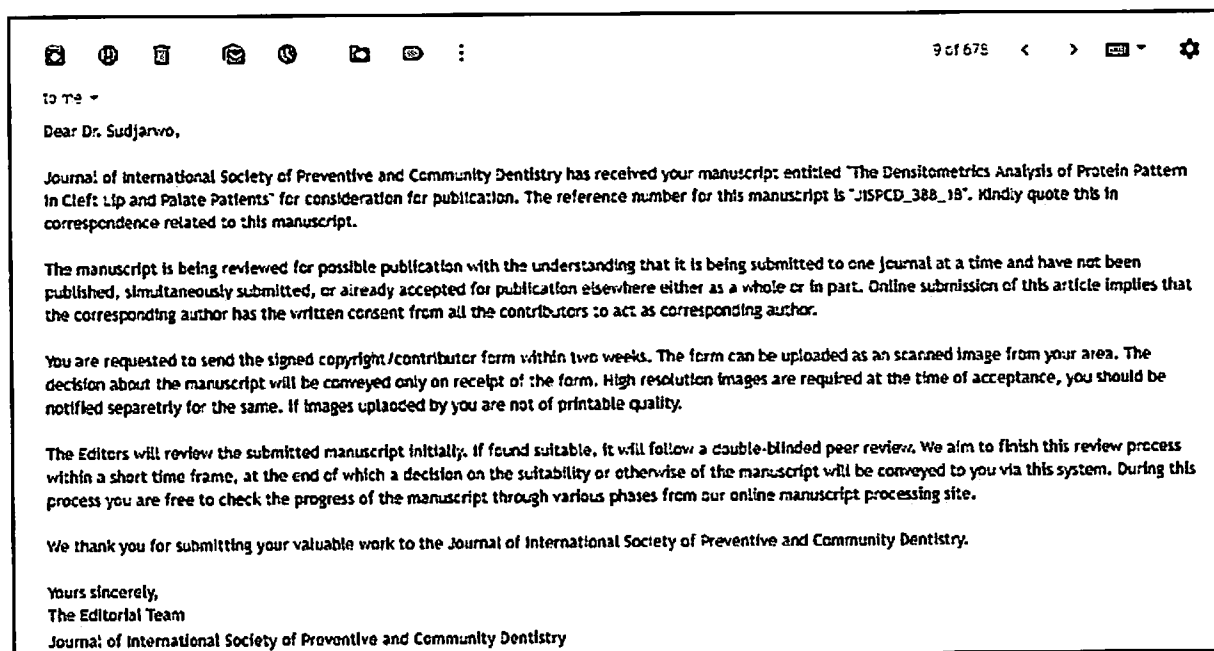 9 of 678
to me
Dear Dr. Sudjarwo,
Journal of International Society of Preventive and Community Dentistry has received your manuscript entitled "The Densitometrics Analysis of Protein Pattern
in Cleft Lip and Palate Patients" for consideration for publication. The reference number for this manuscript is "JISPCD_388_18". Kindly quote this in
correspondence related to this manuscript.
The manuscript is being reviewed for possible publication with the understanding that it is being submitted to one journal at a time and have not been
published, simultaneously submitted, or already accepted for publication elsewhere either as a whole or in part. Online submission of this article implies that
the corresponding author has the written consent from all the contributors to act as corresponding author.
You are requested to send the signed copyright/contributor form within two weeks. The form can be uploaded as an scanned image from your area. The
decision about the manuscript will be conveyed only on receipt of the form. High resolution images are required at the time of acceptance, you should be
notified separetrly for the same. If images uplaoded by you are not of printable quality.
The Editors will review the submitted manuscript initially. If found suitable, it will follow a double-blinded peer review. We aim to finish this review process
within a short time frame, at the end of which a decision on the suitability or otherwise of the manuscript will be conveyed to you via this system. During this
process you are free to check the progress of the manuscript through various phases from our online manuscript processing site.
We thank you for submitting your valuable work to the Journal of International Society of Preventive and Community Dentistry.
Yours sincerely,
The Editorial Team
Journal of International Society of Preventive and Community Dentistry